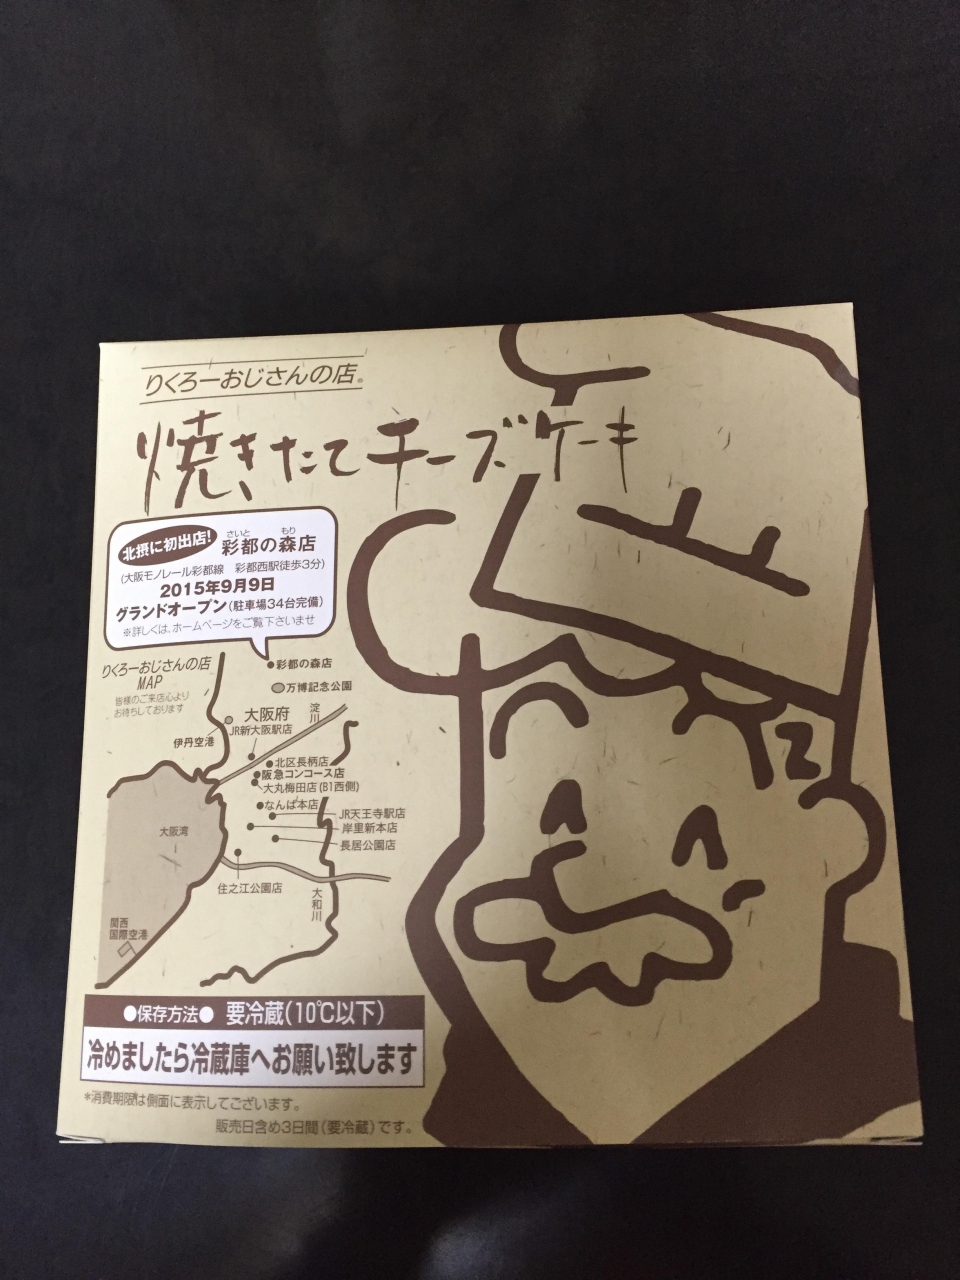 りくろーおじさんの店®
焼きたてチーズケーキ
北摂に初出店!
さいと もり
彩都の森店
(大阪モノレール彩都線 彩都西駅徒歩3分)
2015年9月9日
グランドオープン(駐車場34台完備)
※詳しくは、ホームページをご覧下さいませ
りくろーおじさんの店
MAP
皆様のご来店心より
お待ちしております
彩都の森店
万博記念公園
大阪府
淀川
JR新大阪駅店
伊丹空港
北区長柄店
阪急コンコース店
大丸梅田店(B1西側)
なんば本店
JR天王寺駅店
岸里新本店
長居公園店
大阪湾
住之江公園店
大和川
関西
国際空港
●保存方法● 要冷蔵(10℃以下)
冷めましたら冷蔵庫へお願い致します
*消費期限は側面に表示してございます。
販売日含め3日間(要冷蔵)です。